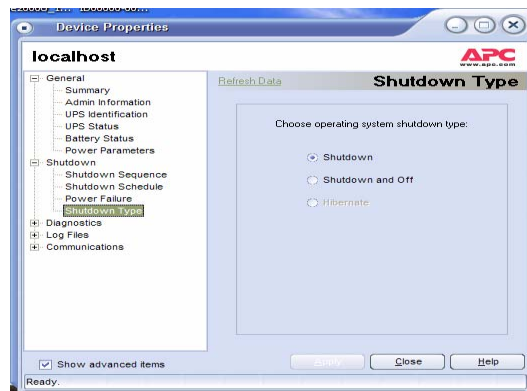 Device Properties
localhost
APC
www.apc.com
General
Summary
Admin Information
UPS Identification
UPS Status
Battery Status
Power Parameters
Shutdown
Shutdown Sequence
Shutdown Schedule
Power Failure
Shutdown Type
Diagnostics
Log Files
Communications
Show advanced items
Refresh Data
Shutdown Type
Choose operating system shutdown type:
Shutdown
Shutdown and Off
Hibernate
Apply
Close
Help
Ready.